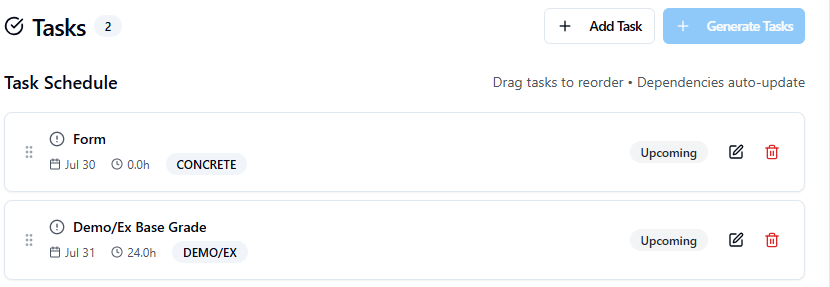 Tasks 2 + Add Task + Generate Tasks
Task Schedule Drag tasks to reorder • Dependencies auto-update
Form
Jul 30 0.0h CONCRETE
Upcoming
Demo/Ex Base Grade
Jul 31 24.0h DEMO/EX
Upcoming